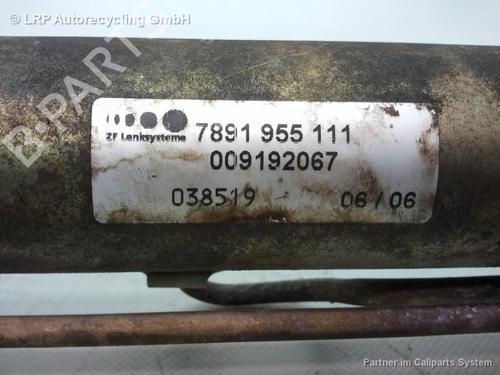 © LRP Autorecycling GmbH
B-PARTS
7891 955 111
ZF Lenksysteme
009192067
038519 06/06
Partner im Callparts System